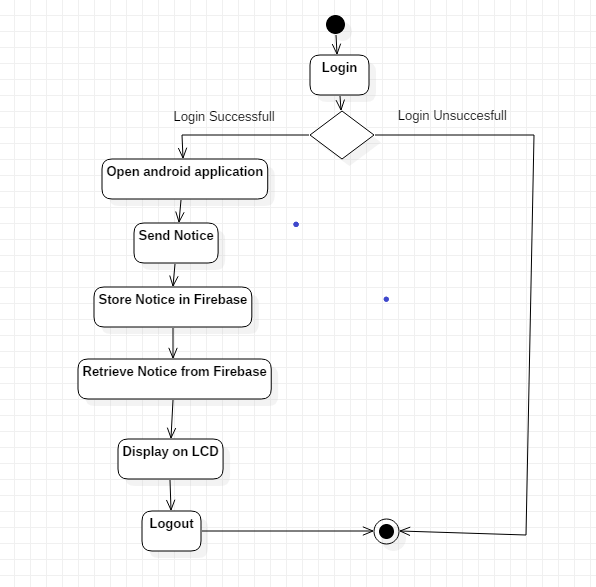 Login
Login Successfull
Login Unsuccesfull
Open android application
Send Notice
Store Notice in Firebase
Retrieve Notice from Firebase
Display on LCD
Logout